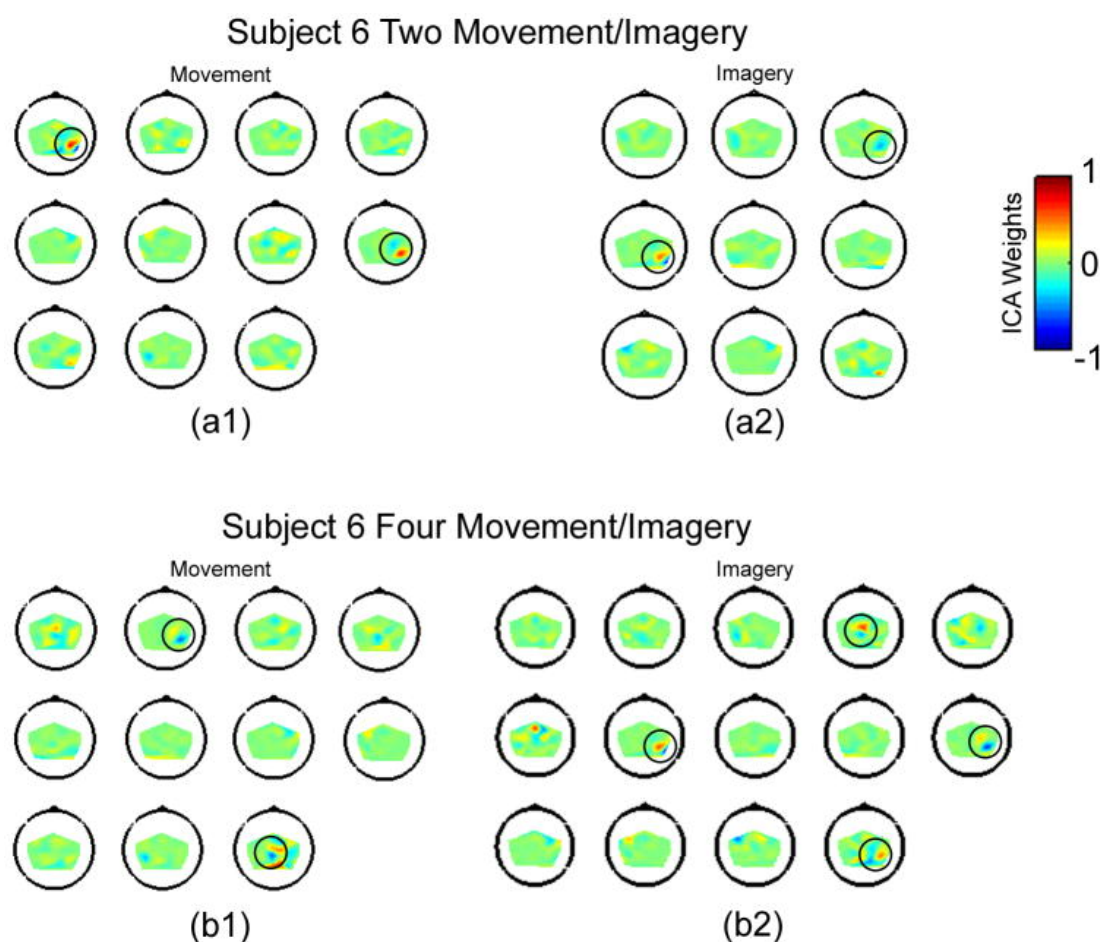 Subject 6 Two Movement/Imagery
Movement
Imagery
1
0
-1
ICA Weights
(a1)
(a2)
Subject 6 Four Movement/Imagery
Movement
Imagery
(b1)
(b2)